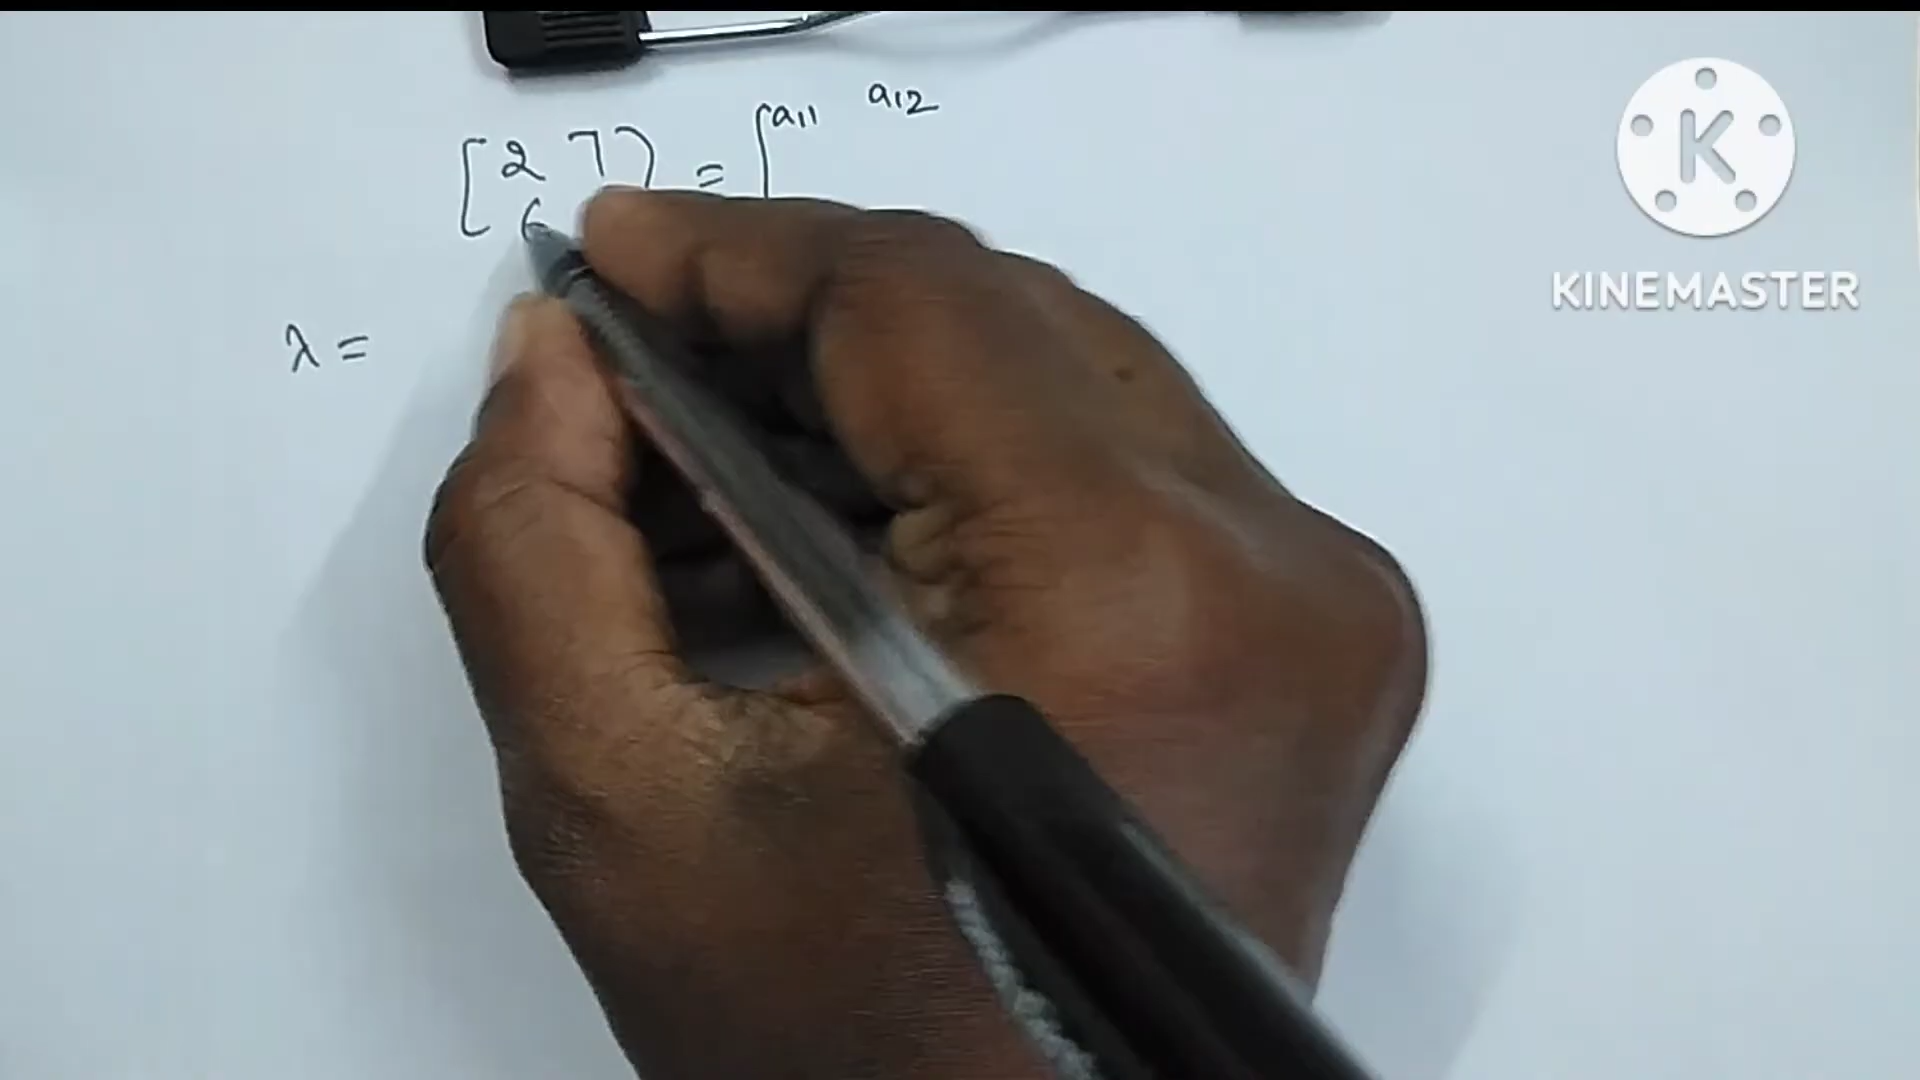 [ 2 7 ] = [ a11 a12
6
λ =
KINEMASTER